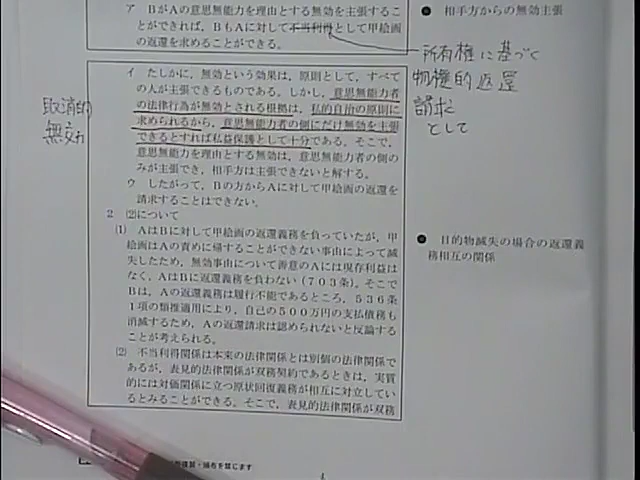 ア　ＢがＡの意思無能力を理由とする無効を主張するこ
とができれば，ＢもＡに対して不当利得として甲絵画
の返還を求めることができる。
● 相手方からの無効主張
所有権に基づく
物権的返還
請求
として
取消的
無効
イ　たしかに，無効という効果は，原則として，すべて
の人が主張できるものである。しかし，意思無能力者
の法律行為が無効とされる根拠は，私的自治の原則に
求められるから，意思無能力者の側にだけ無効を主張
できるとすれば私益保護として十分である。そこで，
意思無能力を理由とする無効は，意思無能力者の側の
みが主張でき，相手方は主張できないと解する。
ウ　したがって，Ｂの方からＡに対して甲絵画の返還を
請求することはできない。
２　⑵について
⑴　ＡはＢに対して甲絵画の返還義務を負っていたが，甲
絵画はＡの責めに帰することができない事由によって滅
失したため，無効事由について善意のＡには現存利益は
なく，ＡはＢに返還義務を負わない（７０３条）。そこで
Ｂは，Ａの返還義務は履行不能であるところ，５３６条
１項の類推適用により，自己の５００万円の支払債務も
消滅するため，Ａの返還請求は認められないと反論する
ことが考えられる。
● 目的物滅失の場合の返還義
務相互の関係
⑵　不当利得関係は本来の法律関係とは別個の法律関係で
あるが，表見的法律関係が双務契約であるときは，実質
的には対価関係に立つ原状回復義務が相互に対立してい
るとみることができる。そこで，表見的法律関係が双務
複製・頒布を禁じます